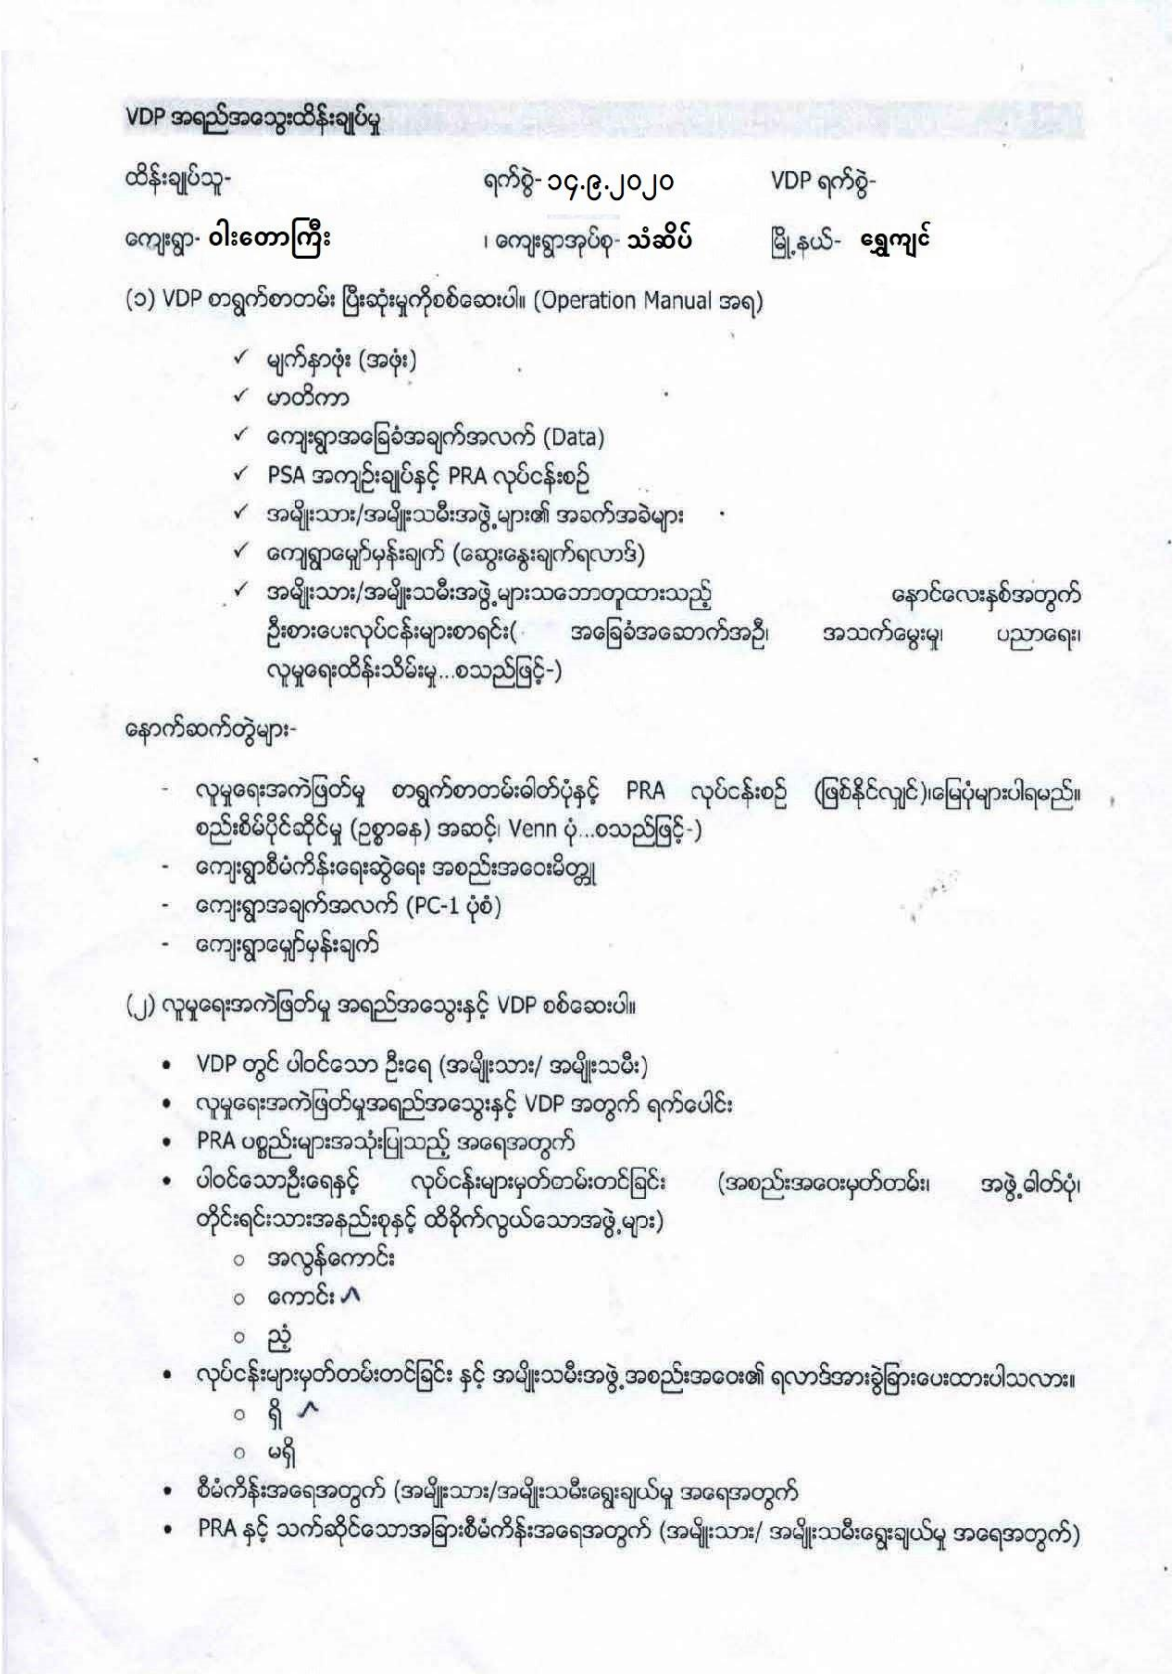 VDP အရည်အသွေးထိန်းချုပ်မှု
ထိန်းချုပ်သူ- ရက်စွဲ- ၁၄.၉.၂၀၂၀ VDP ရက်စွဲ-
ကျေးရွာ- ဝါးတောကြီး ၊ ကျေးရွာအုပ်စု- သံဆိပ် မြို့နယ်- ရွှေကျင်
(၁) VDP စာရွက်စာတမ်း ပြီးဆုံးမှုကိုစစ်ဆေးပါ။ (Operation Manual အရ)
✓ မျက်နှာဖုံး (အဖုံး)
✓ မာတိကာ
✓ ကျေးရွာအခြေခံအချက်အလက် (Data)
✓ PSA အကျဉ်းချုပ်နှင့် PRA လုပ်ငန်းစဉ်
✓ အမျိုးသား/အမျိုးသမီးအဖွဲ့များ၏ အခက်အခဲများ
✓ ကျေးရွာမျှော်မှန်းချက် (ဆွေးနွေးချက်ရလာဒ်)
✓ အမျိုးသား/အမျိုးသမီးအဖွဲ့များသဘောတူထားသည့် နောင်လေးနှစ်အတွက်
ဦးစားပေးလုပ်ငန်းများစာရင်း( အခြေခံအဆောက်အဦ၊ အသက်မွေးမှု၊ ပညာရေး၊
လူမှုရေးထိန်းသိမ်းမှု...စသည်ဖြင့်-)
နောက်ဆက်တွဲများ-
- လူမှုရေးအကဲဖြတ်မှု စာရွက်စာတမ်းဓါတ်ပုံနှင့် PRA လုပ်ငန်းစဉ် (ဖြစ်နိုင်လျှင်)၊မြေပုံများပါရမည်။
စည်းစိမ်ပိုင်ဆိုင်မှု (ဥစ္စာဓန) အဆင့်၊ Venn ပုံ...စသည်ဖြင့်-)
- ကျေးရွာစီမံကိန်းရေးဆွဲရေး အစည်းအဝေးမိတ္တူ
- ကျေးရွာအချက်အလက် (PC-1 ပုံစံ)
- ကျေးရွာမျှော်မှန်းချက်
(၂) လူမှုရေးအကဲဖြတ်မှု အရည်အသွေးနှင့် VDP စစ်ဆေးပါ။
• VDP တွင် ပါဝင်သော ဦးရေ (အမျိုးသား/ အမျိုးသမီး)
• လူမှုရေးအကဲဖြတ်မှုအရည်အသွေးနှင့် VDP အတွက် ရက်ပေါင်း
• PRA ပစ္စည်းများအသုံးပြုသည့် အရေအတွက်
• ပါဝင်သောဦးရေနှင့် လုပ်ငန်းများမှတ်တမ်းတင်ခြင်း (အစည်းအဝေးမှတ်တမ်း၊ အဖွဲ့ဓါတ်ပုံ၊
တိုင်းရင်းသားအနည်းစုနှင့် ထိခိုက်လွယ်သောအဖွဲ့များ)
○ အလွန်ကောင်း
○ ကောင်း
○ ညံ့
• လုပ်ငန်းများမှတ်တမ်းတင်ခြင်း နှင့် အမျိုးသမီးအဖွဲ့အစည်းအဝေး၏ ရလာဒ်အားခွဲခြားပေးထားပါသလား။
○ ရှိ
○ မရှိ
• စီမံကိန်းအရေအတွက် (အမျိုးသား/အမျိုးသမီးရွေးချယ်မှု အရေအတွက်
• PRA နှင့် သက်ဆိုင်သောအခြားစီမံကိန်းအရေအတွက် (အမျိုးသား/ အမျိုးသမီးရွေးချယ်မှု အရေအတွက်)